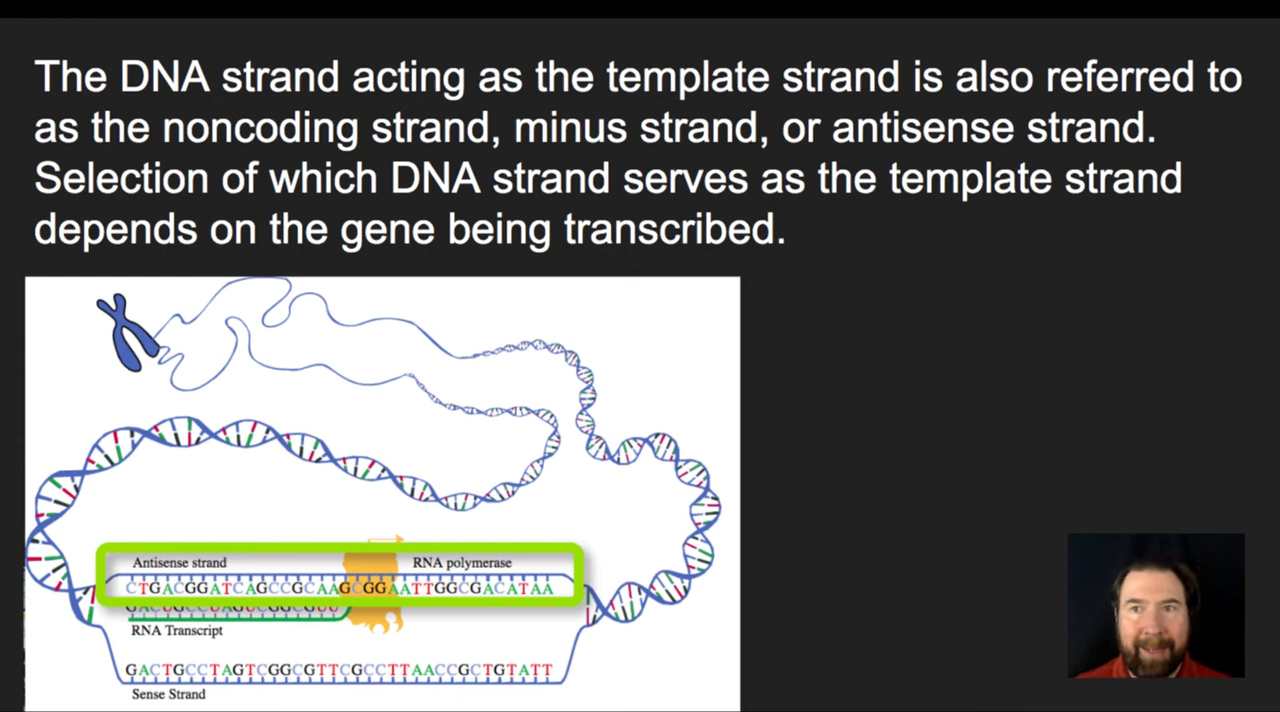 The DNA strand acting as the template strand is also referred to
as the noncoding strand, minus strand, or antisense strand.
Selection of which DNA strand serves as the template strand
depends on the gene being transcribed.
Antisense strand
RNA polymerase
CTGACGGATCAGCCGCAAGCGGAATTGGCGACATAA
GACUGCCUAGUCGGCGUU
RNA Transcript
GACTGCCTAGTCGGCGTTCGCCTTAACCGCTGTATT
Sense Strand